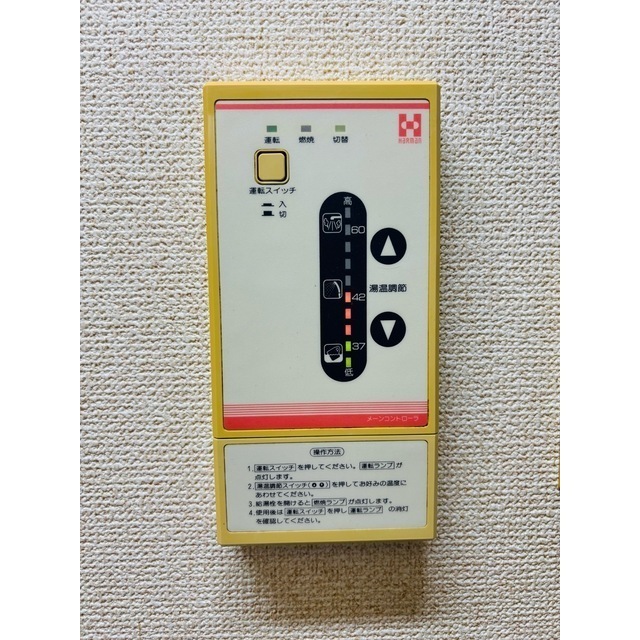 HARMAN
運転 燃焼 切替
運転スイッチ
入
切
高
60
湯温調節
42
37
低
メーンコントローラ
操作方法
1.運転スイッチを押してください。運転ランプが
点灯します。
2.湯温調節スイッチ(▲▼)を押してお好みの温度に
あわせてください。
3.給湯栓を開けると燃焼ランプが点灯します。
4.使用後は運転スイッチを押し運転ランプの消灯
を確認してください。